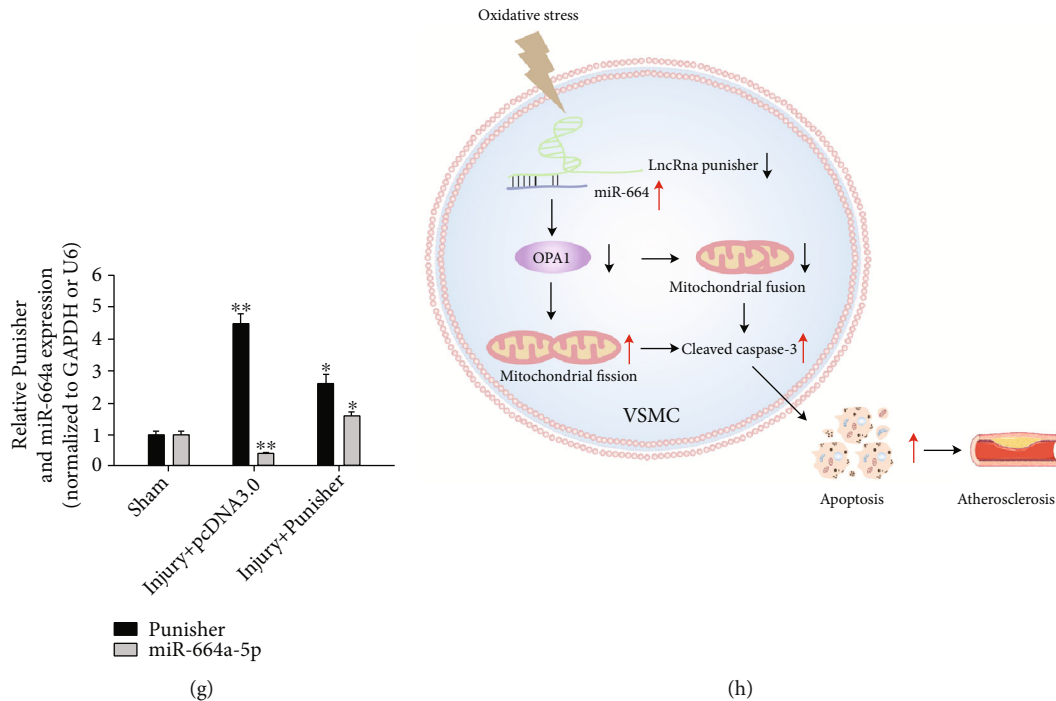 Relative Punisher
and miR-664a expression
(normalized to GAPDH or U6)
6
5
4
3
2
1
0
**
**
*
*
Sham
Injury+pcDNA3.0
Injury+Punisher
Punisher
miR-664a-5p
(g)
Oxidative stress
LncRna punisher
miR-664
OPA1
Mitochondrial fusion
Cleaved caspase-3
Mitochondrial fission
VSMC
Apoptosis
Atherosclerosis
(h)